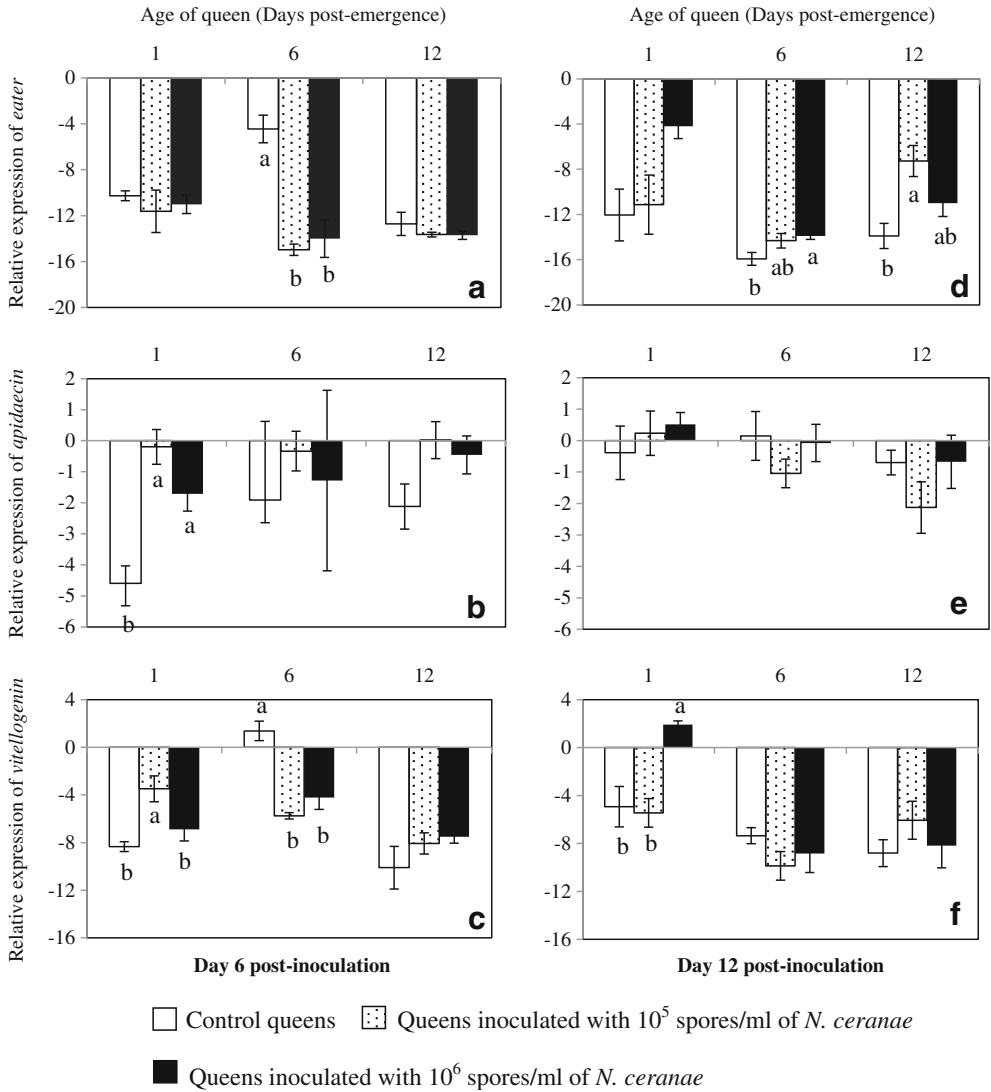 Age of queen (Days post-emergence)
Age of queen (Days post-emergence)
1 6 12
1 6 12
Relative expression of eater
0
-4
-8
-12
-16
-20
a
b
b
a
0
-4
-8
-12
-16
-20
b
ab
a
b
a
ab
d
1 6 12
1 6 12
Relative expression of apidaecin
2
1
0
-1
-2
-3
-4
-5
-6
b
a
a
b
2
1
0
-1
-2
-3
-4
-5
-6
e
1 6 12
1 6 12
Relative expression of vitellogenin
4
0
-4
-8
-12
-16
b
a
b
a
b
b
c
4
0
-4
-8
-12
-16
b
b
a
f
Day 6 post-inoculation
Day 12 post-inoculation
Control queens
Queens inoculated with 10⁵ spores/ml of N. ceranae
Queens inoculated with 10⁶ spores/ml of N. ceranae